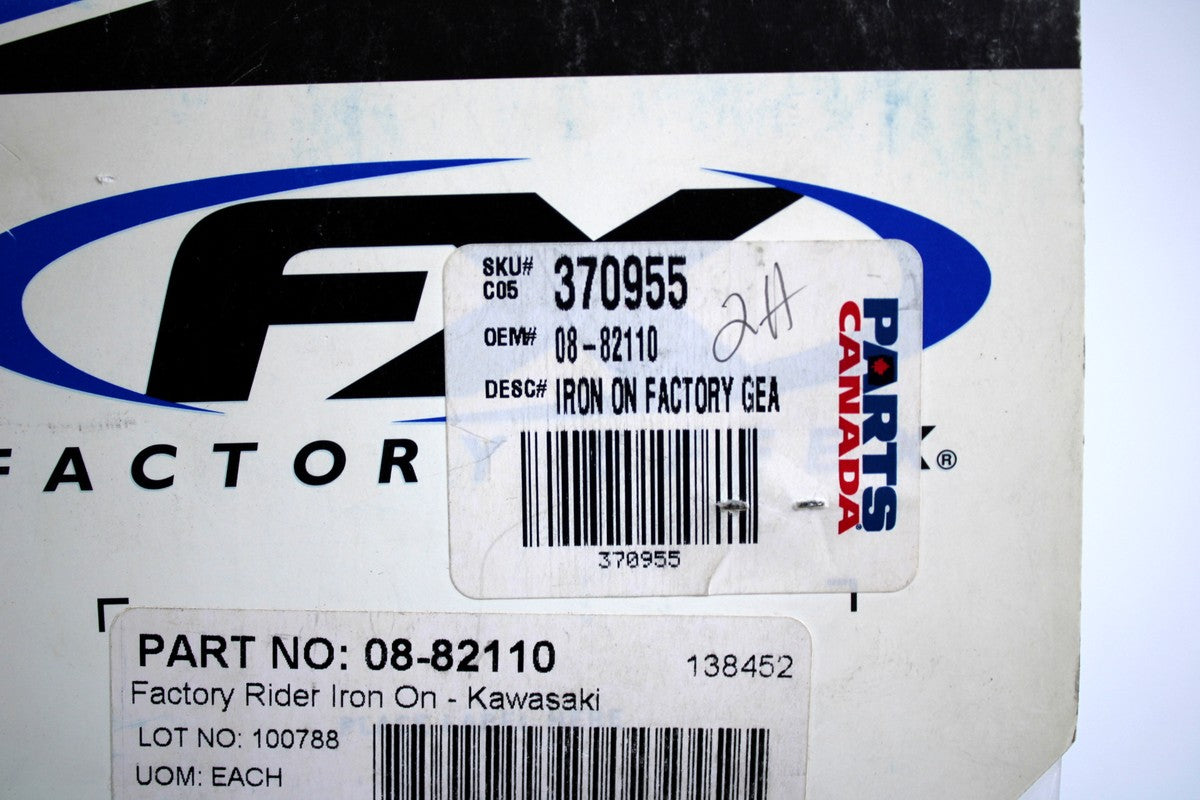 FX
FACTOR
®
SKU# 370955
C05
2H
OEM# 08-82110
DESC# IRON ON FACTORY GEA
370955
PARTS
CANADA®
PART NO: 08-82110
138452
Factory Rider Iron On - Kawasaki
LOT NO: 100788
UOM: EACH